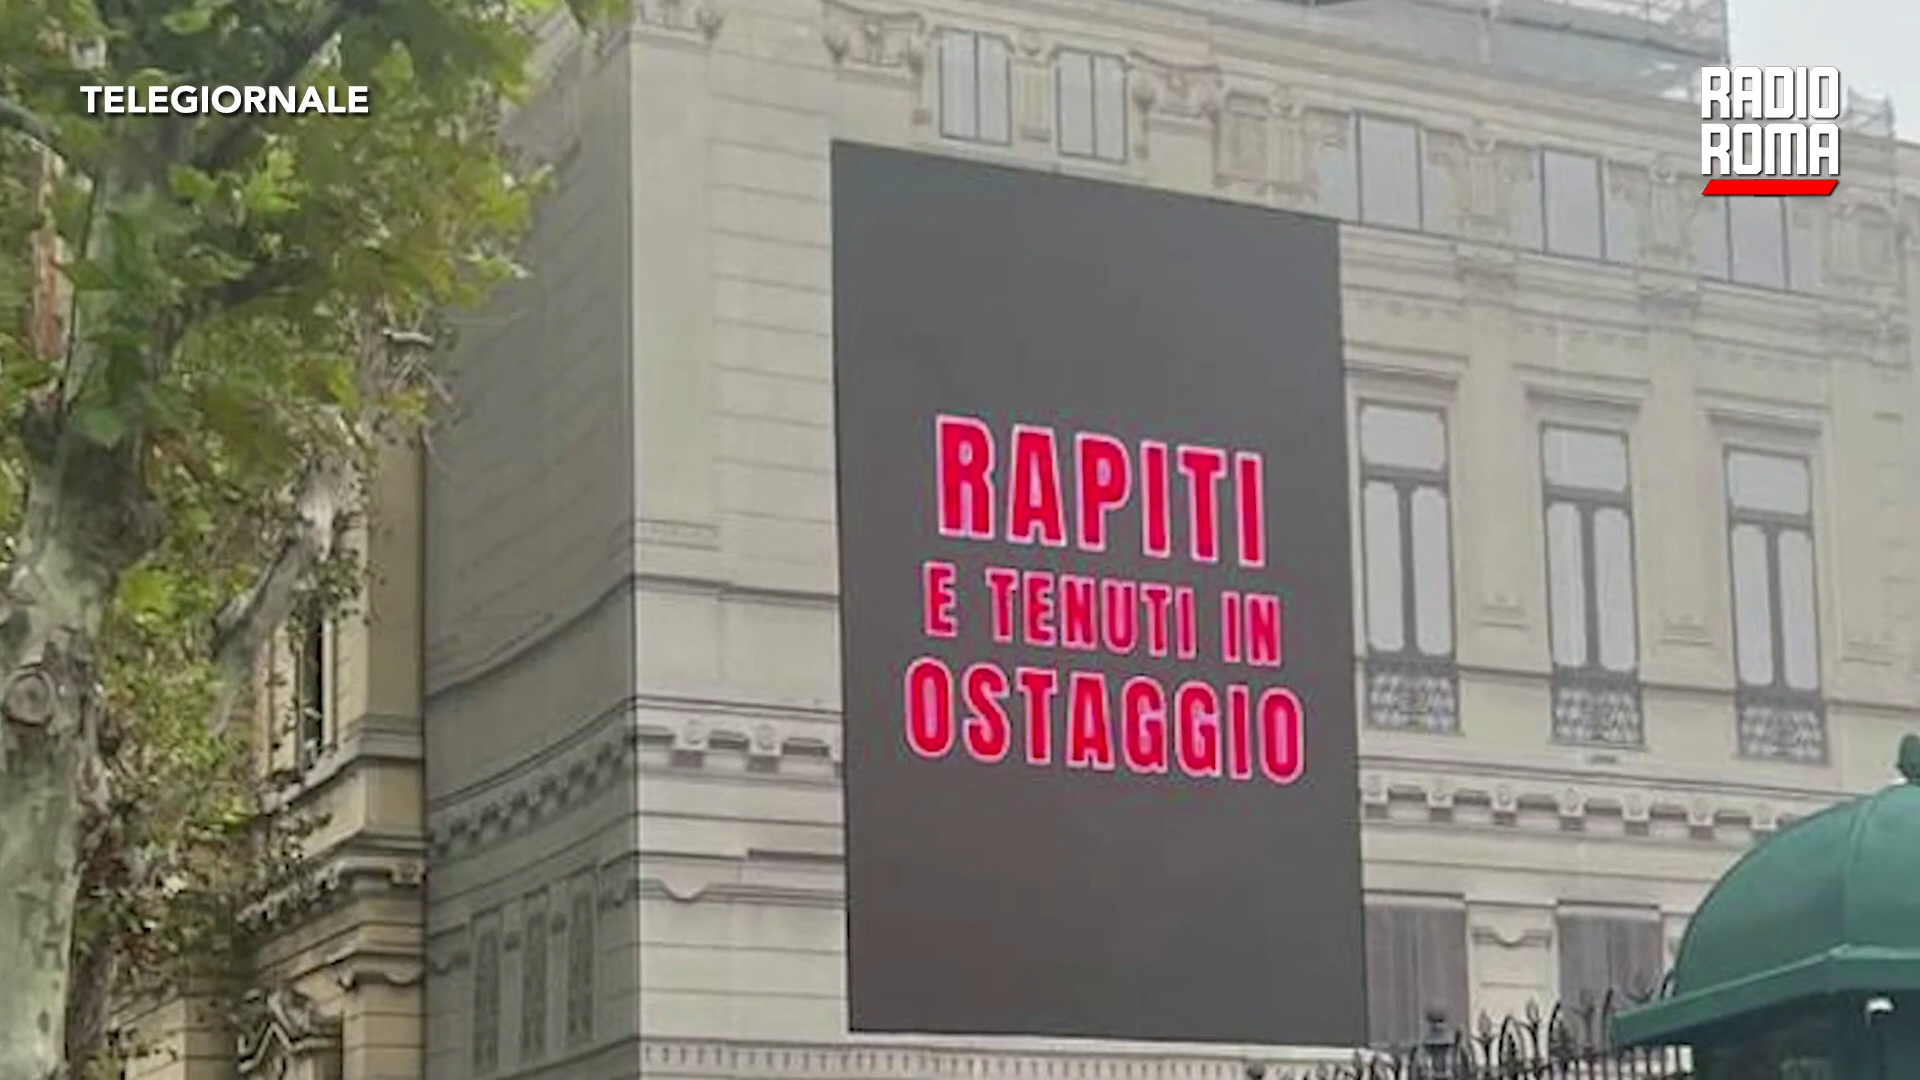 TELEGIORNALE
RADIO
ROMA
RAPITI
E TENUTI IN
OSTAGGIO